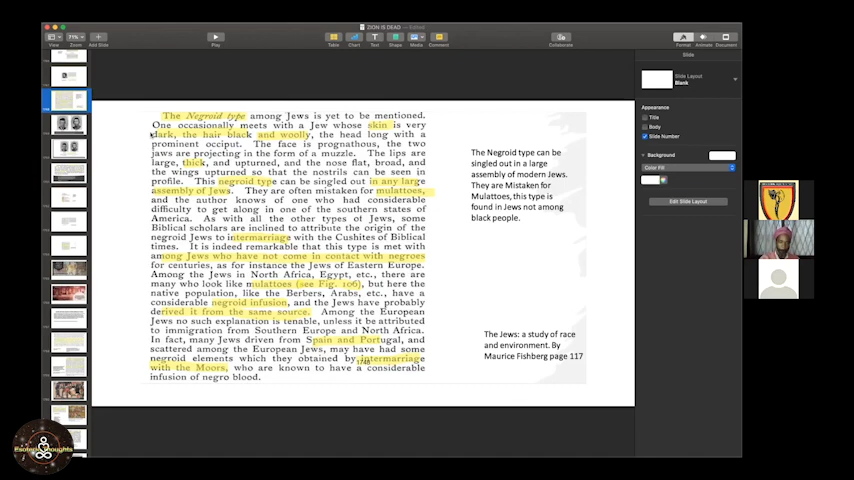 ZION IS DEAD — Edited
View
71%
Zoom
Add Slide
Play
Table
Chart
Text
Shape
Media
Comment
Collaborate
Format
Animate
Document
Slide
Slide Layout
Blank
Appearance
Title
Body
Slide Number
Background
Color Fill
Edit Slide Layout
The Negroid type among Jews is yet to be mentioned.
One occasionally meets with a Jew whose skin is very
dark, the hair black and woolly, the head long with a
prominent occiput. The face is prognathous, the two
jaws are projecting in the form of a muzzle. The lips are
large, thick, and upturned, and the nose flat, broad, and
the wings upturned so that the nostrils can be seen in
profile. This negroid type can be singled out in any large
assembly of Jews. They are often mistaken for mulattoes,
and the author knows of one who had considerable
difficulty to get along in one of the southern states of
America. As with all the other types of Jews, some
Biblical scholars are inclined to attribute the origin of the
negroid Jews to intermarriage with the Cushites of Biblical
times. It is indeed remarkable that this type is met with
among Jews who have not come in contact with negroes
for centuries, as for instance the Jews of Eastern Europe.
Among the Jews in North Africa, Egypt, etc., there are
many who look like mulattoes (see Fig. 106), but here the
native population, like the Berbers, Arabs, etc., have a
considerable negroid infusion, and the Jews have probably
derived it from the same source. Among the European
Jews no such explanation is tenable, unless it be attributed
to immigration from Southern Europe and North Africa.
In fact, many Jews driven from Spain and Portugal, and
scattered among the European Jews, may have had some
negroid elements which they obtained by intermarriage
with the Moors, who are known to have a considerable
infusion of negro blood.
The Negroid type can be
singled out in a large
assembly of modern Jews.
They are Mistaken for
Mulattoes, this type is
found in Jews not among
black people.
The Jews: a study of race
and environment. By
Maurice Fishberg page 117
Esoteric Thoughts